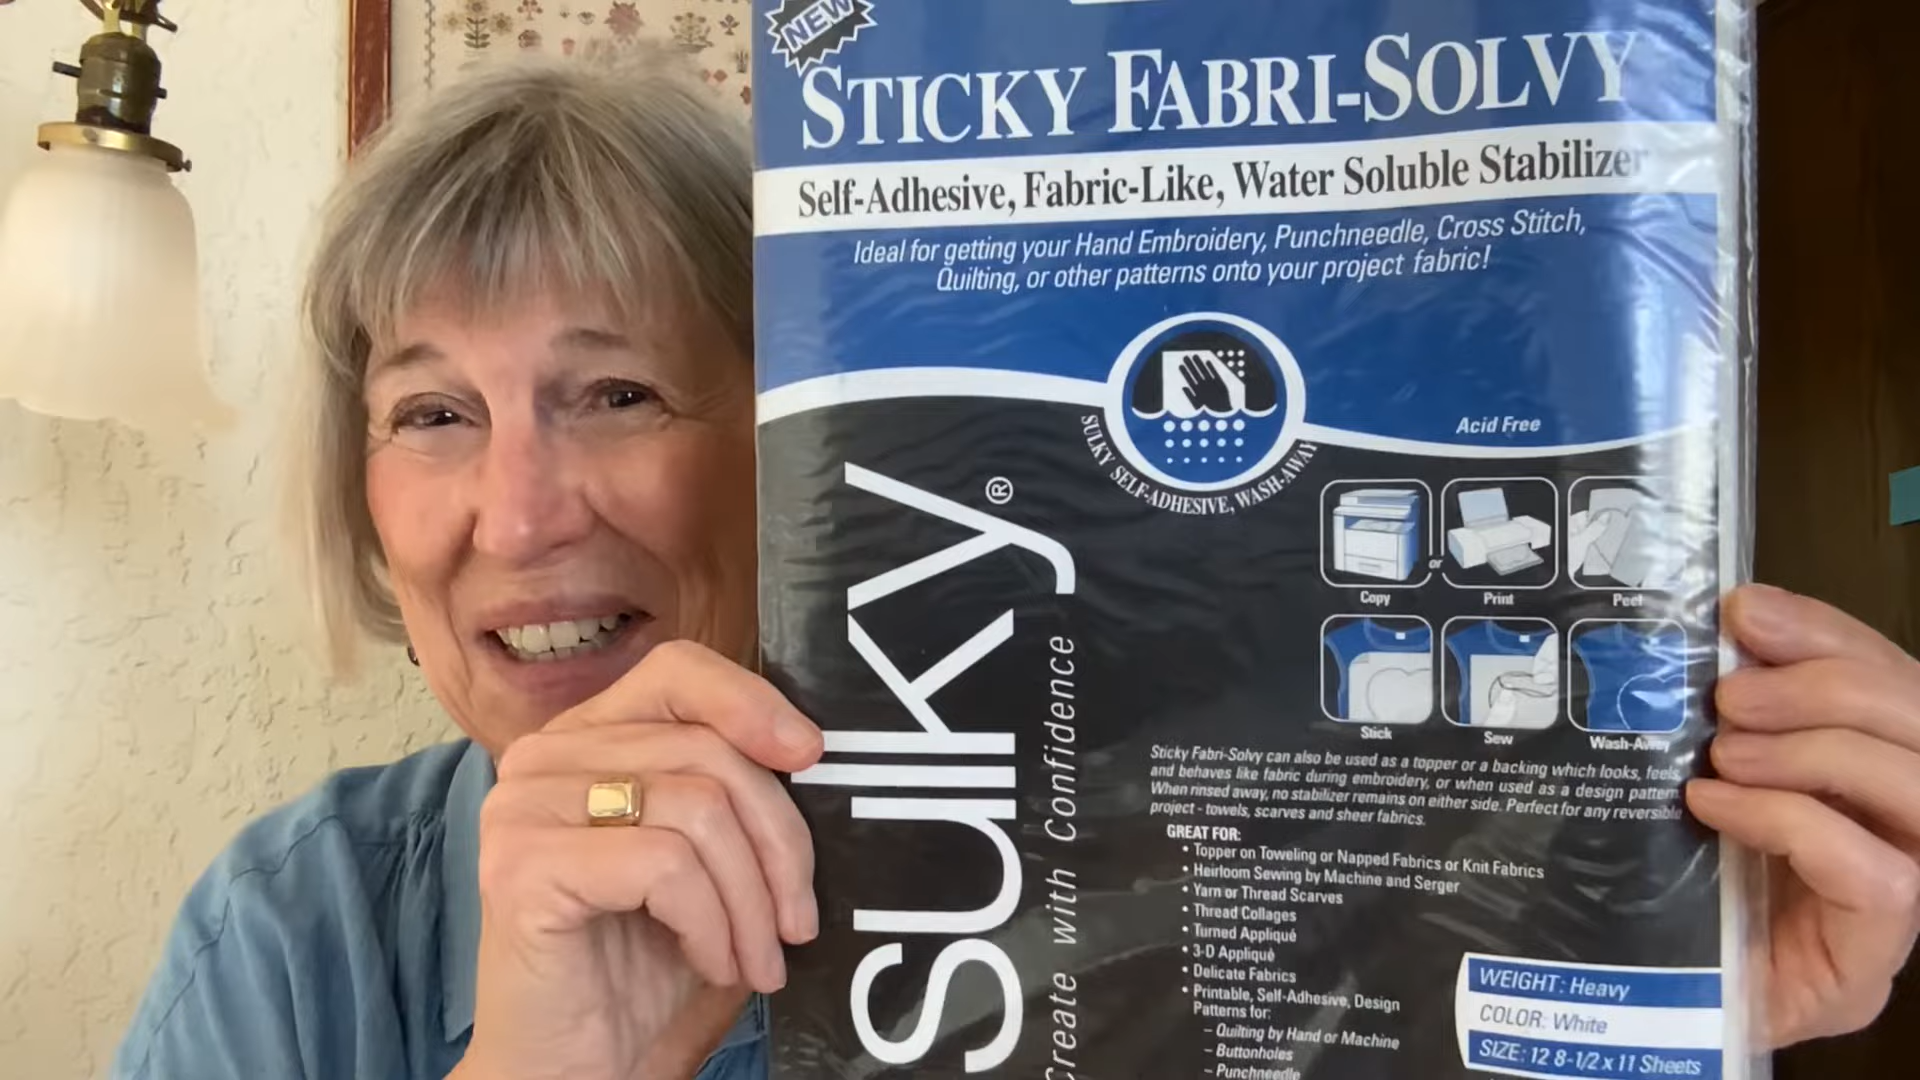 NEW
STICKY FABRI-SOLVY
Self-Adhesive, Fabric-Like, Water Soluble Stabilizer
Ideal for getting your Hand Embroidery, Punchneedle, Cross Stitch,
Quilting, or other patterns onto your project fabric!
SULKY SELF-ADHESIVE, WASH-AWAY
Acid Free
sulky®
Create with Confidence
or
Copy
Print
Peel
Stick
Sew
Wash-Away
Sticky Fabri-Solvy can also be used as a topper or a backing which looks, feels,
and behaves like fabric during embroidery, or when used as a design pattern.
When rinsed away, no stabilizer remains on either side. Perfect for any reversible
project - towels, scarves and sheer fabrics.
GREAT FOR:
• Topper on Toweling or Napped Fabrics or Knit Fabrics
• Heirloom Sewing by Machine and Serger
• Yarn or Thread Scarves
• Thread Collages
• Turned Appliqué
• 3-D Appliqué
• Delicate Fabrics
• Printable, Self-Adhesive, Design
Patterns for:
– Quilting by Hand or Machine
– Buttonholes
– Punchneedle
WEIGHT: Heavy
COLOR: White
SIZE: 12 8-1/2 x 11 Sheets